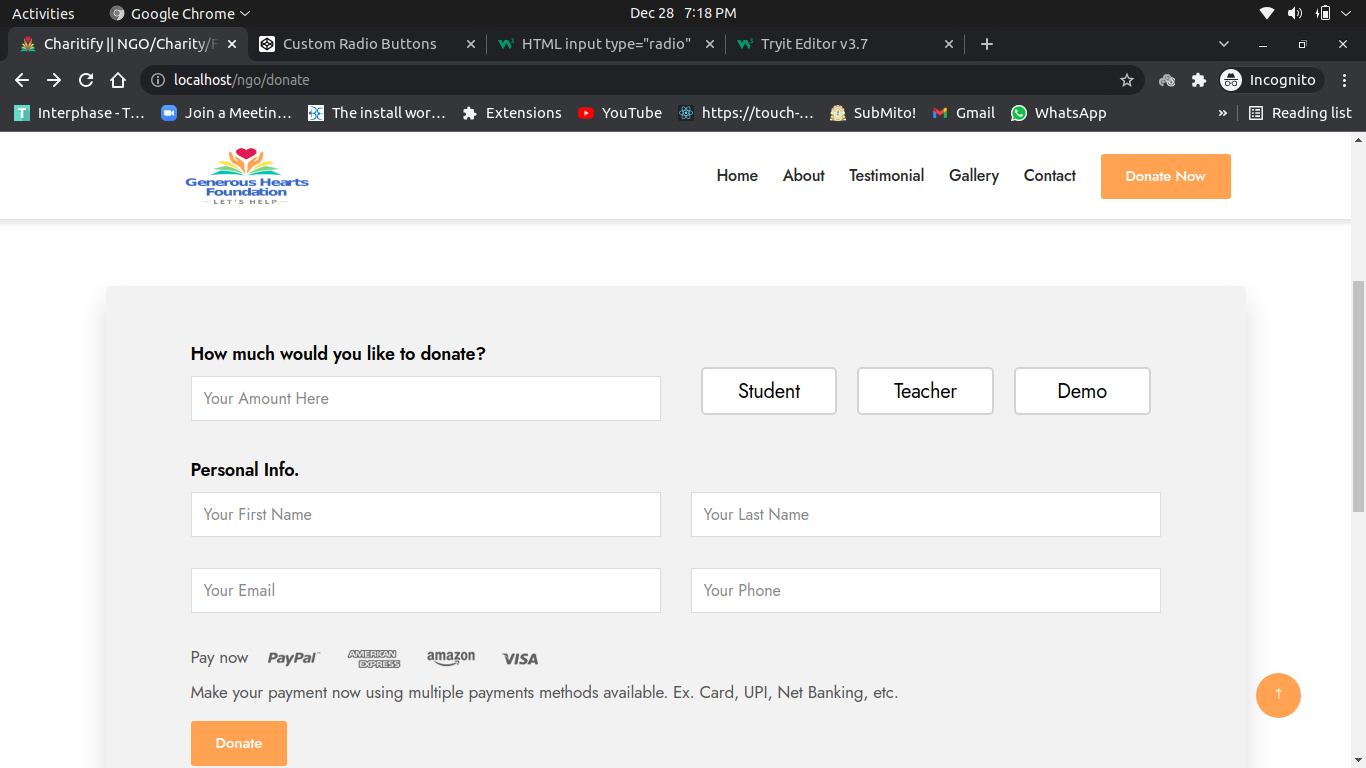 Activities Google Chrome Dec 28 7:18 PM
Charitify || NGO/Charity/F Custom Radio Buttons HTML input type="radio" Tryit Editor v3.7
localhost/ngo/donate Incognito
Interphase - T... Join a Meetin... The install wor... Extensions YouTube https://touch-... SubMito! Gmail WhatsApp » Reading list
Generous Hearts
Foundation
LET'S HELP
Home About Testimonial Gallery Contact Donate Now
How much would you like to donate?
Your Amount Here Student Teacher Demo
Personal Info.
Your First Name Your Last Name
Your Email Your Phone
Pay now PayPal AMERICAN EXPRESS amazon VISA
Make your payment now using multiple payments methods available. Ex. Card, UPI, Net Banking, etc.
Donate